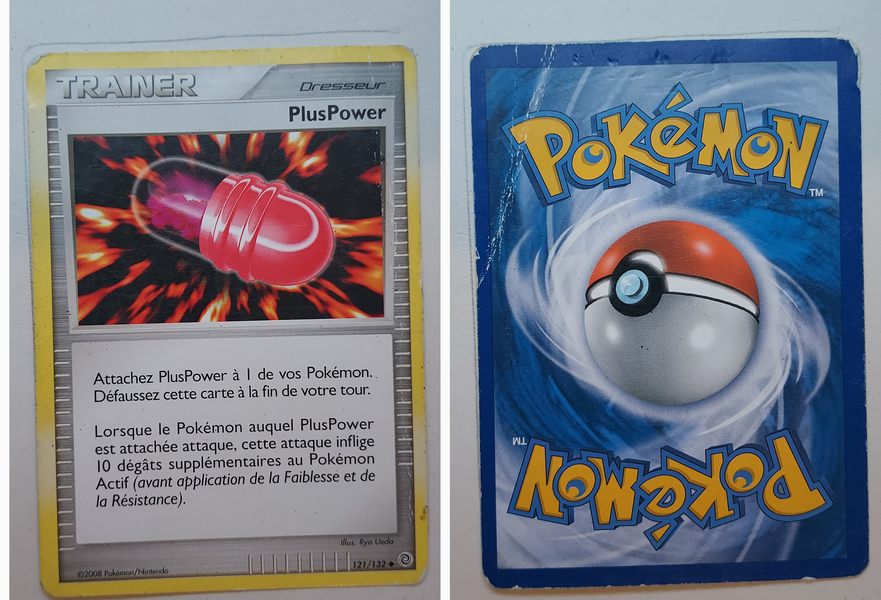 TRAINER
Dresseur
PlusPower
Attachez PlusPower à 1 de vos Pokémon.
Défaussez cette carte à la fin de votre tour.
Lorsque le Pokémon auquel PlusPower
est attachée attaque, cette attaque inflige
10 dégâts supplémentaires au Pokémon
Actif (avant application de la Faiblesse et de
la Résistance).
Illus. Ryo Ueda
©2008 Pokémon/Nintendo
121/132
POKéMON
TM
TM
POKéMON